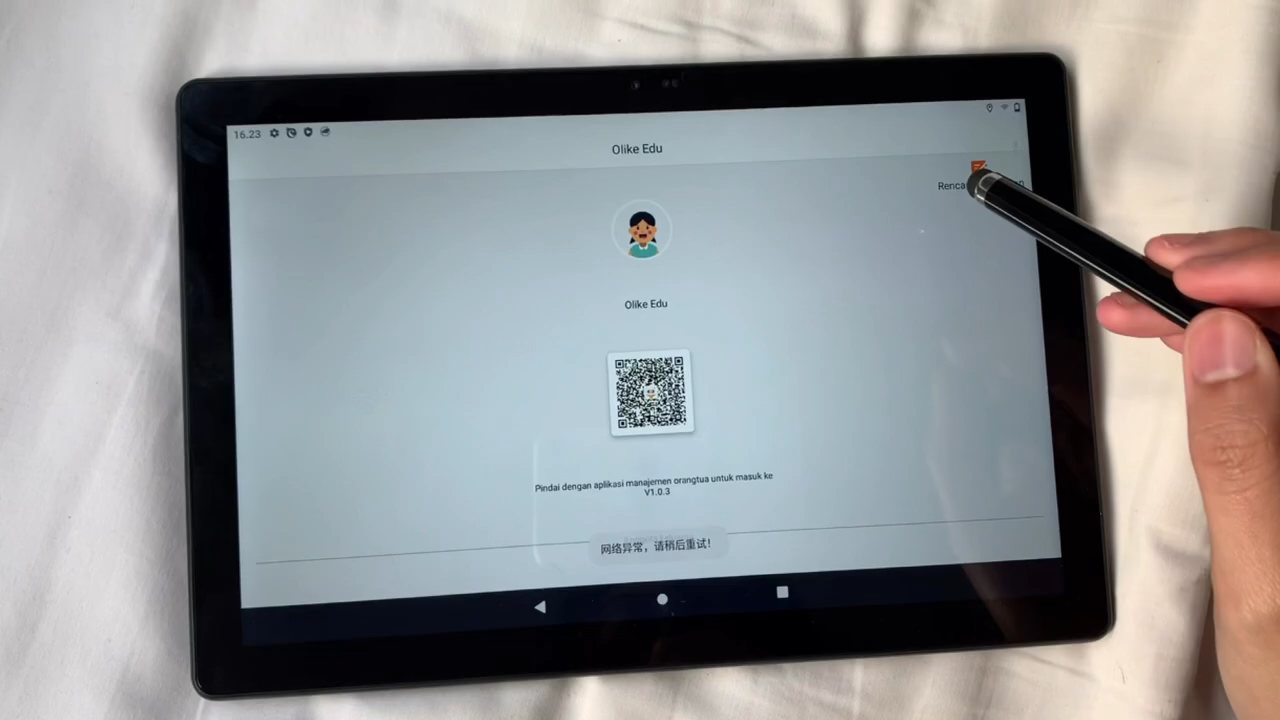 16.23
Olike Edu
Olike Edu
Pindai dengan aplikasi manajemen orangtua untuk masuk ke
V1.0.3
网络异常，请稍后重试！